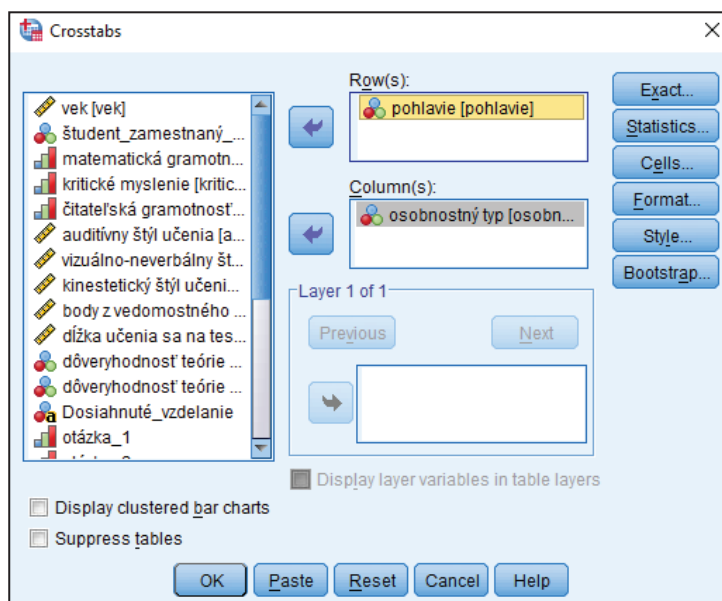 Crosstabs
vek [vek]
študent_zamestnaný_...
matematická gramotn...
kritické myslenie [kritic...
čitateľská gramotnosť...
auditívny štýl učenia [a...
vizuálno-neverbálny št...
kinestetický štýl učeni...
body z vedomostného ...
dĺžka učenia sa na tes...
dôveryhodnosť teórie ...
dôveryhodnosť teórie ...
Dosiahnuté_vzdelanie
otázka_1
Row(s):
pohlavie [pohlavie]
Column(s):
osobnostný typ [osobn...
Layer 1 of 1
Previous
Next
Display layer variables in table layers
Exact...
Statistics...
Cells...
Format...
Style...
Bootstrap...
Display clustered bar charts
Suppress tables
OK
Paste
Reset
Cancel
Help